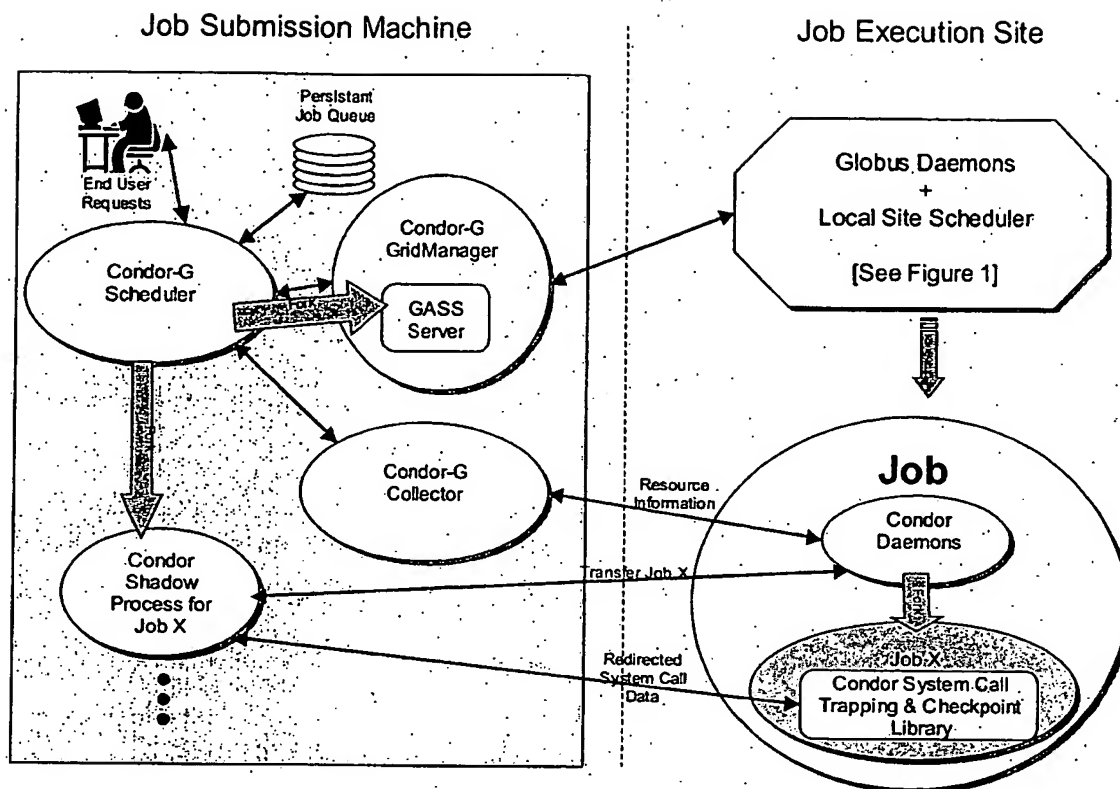 Job Submission Machine
Job Execution Site
Persistant
Job Queue
End User
Requests
Condor-G
Scheduler
Condor-G
GridManager
Fork
GASS
Server
Globus Daemons
+
Local Site Scheduler
[See Figure 1]
Condor-G
Collector
Resource
Information
Job
Condor
Daemons
Condor
Shadow
Process for
Job X
Transfer Job X
Fork
Redirected
System Call
Data
Job X
Condor System Call
Trapping & Checkpoint
Library